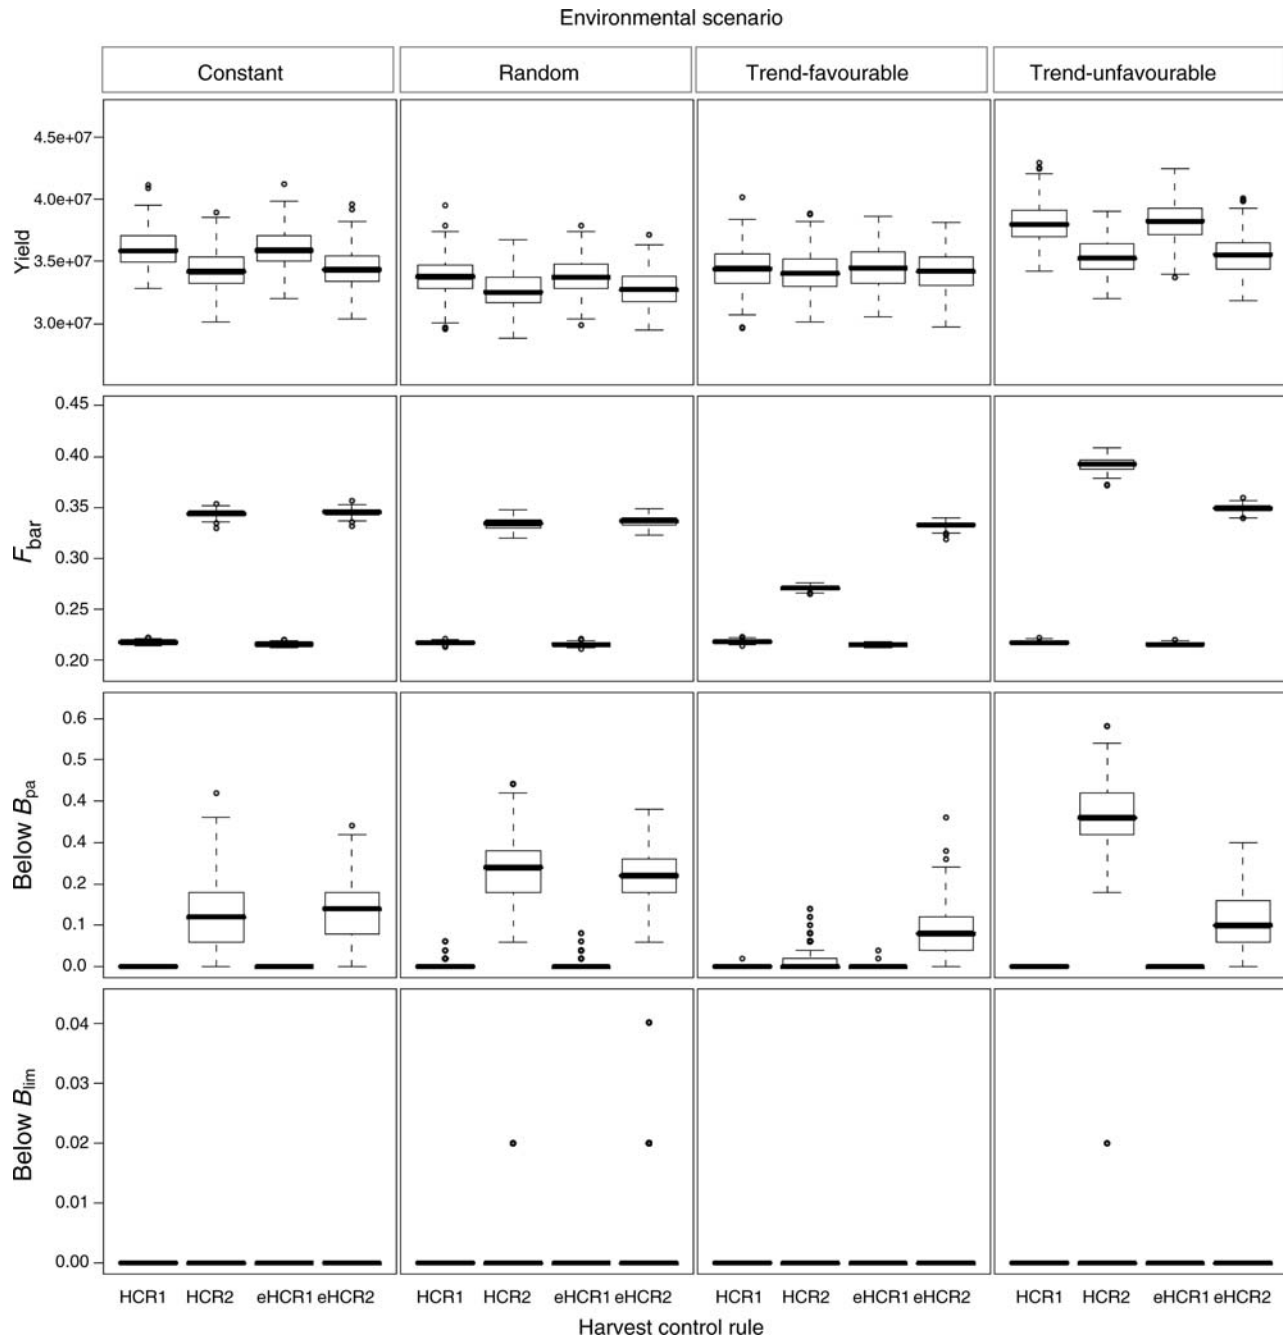 Environmental scenario
Constant Random Trend-favourable Trend-unfavourable
Yield
4.5e+07
4.0e+07
3.5e+07
3.0e+07
Fbar
0.45
0.40
0.35
0.30
0.25
0.20
Below Bpa
0.6
0.5
0.4
0.4
0.2
0.1
0.0
Below Blim
0.04
0.03
0.02
0.01
0.00
HCR1 HCR2 eHCR1 eHCR2 HCR1 HCR2 eHCR1 eHCR2 HCR1 HCR2 eHCR1 eHCR2 HCR1 HCR2 eHCR1 eHCR2
Harvest control rule